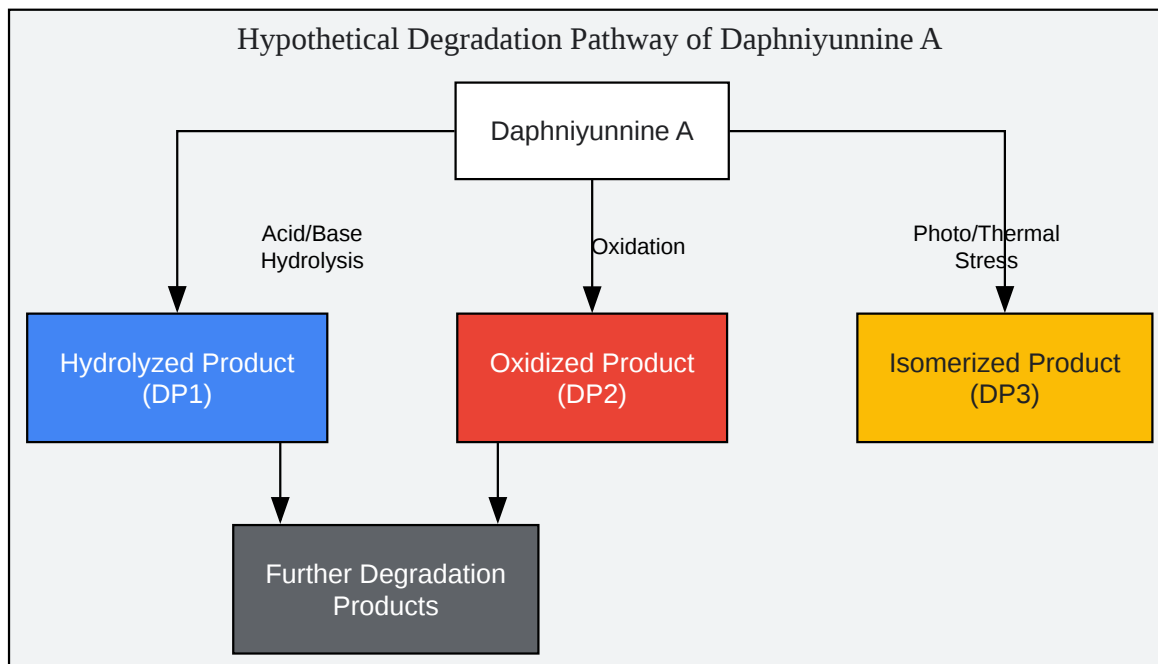 Hypothetical Degradation Pathway of Daphniyunnine A
Daphniyunnine A
Acid/Base
Hydrolysis
Oxidation
Photo/Thermal
Stress
Hydrolyzed Product
(DP1)
Oxidized Product
(DP2)
Isomerized Product
(DP3)
Further Degradation
Products